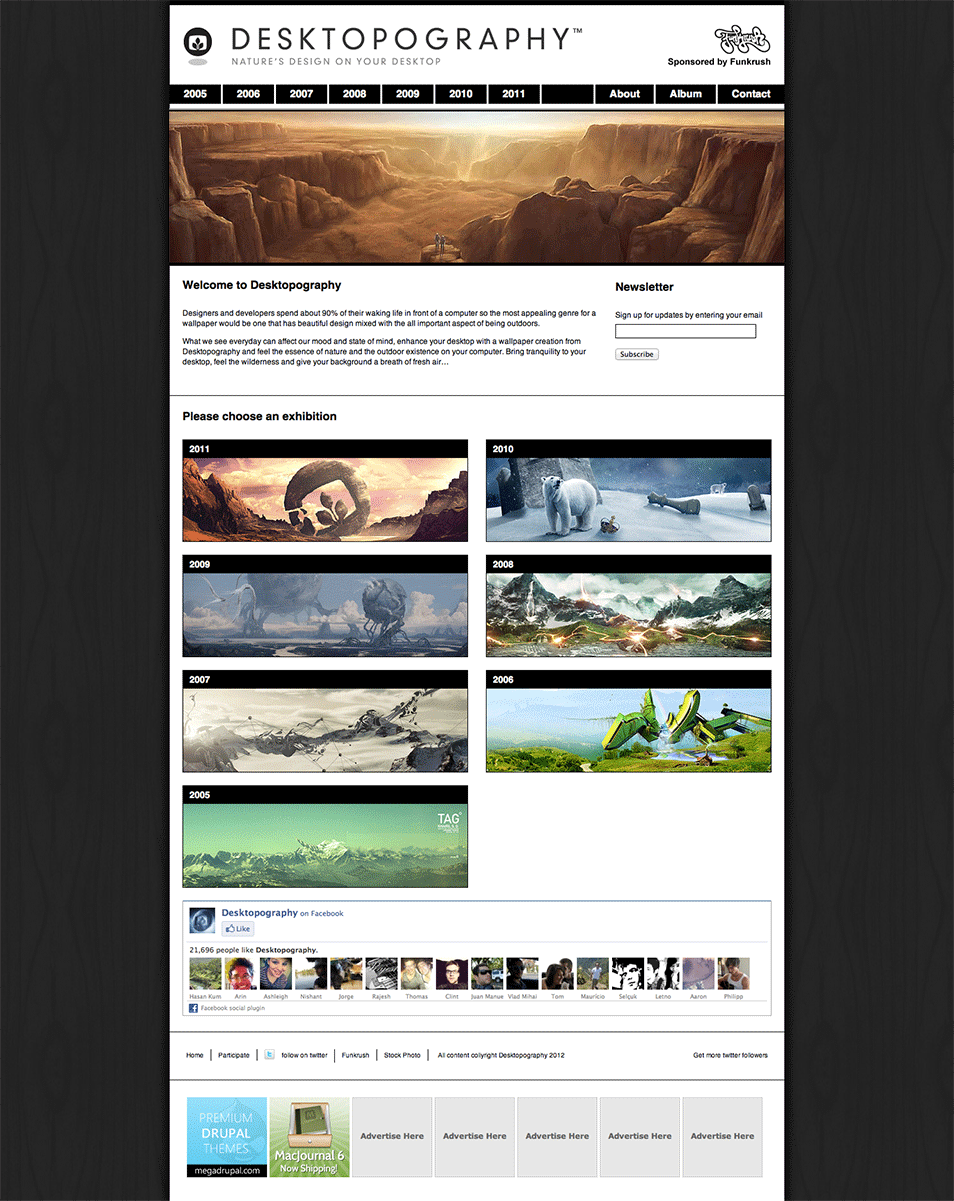 DESKTOPOGRAPHY™
NATURE'S DESIGN ON YOUR DESKTOP
Funkrush
Sponsored by Funkrush
2005 2006 2007 2008 2009 2010 2011 About Album Contact
Welcome to Desktopography
Designers and developers spend about 90% of their waking life in front of a computer so the most appealing genre for a
wallpaper would be one that has beautiful design mixed with the all important aspect of being outdoors.
What we see everyday can affect our mood and state of mind, enhance your desktop with a wallpaper creation from
Desktopography and feel the essence of nature and the outdoor existence on your computer. Bring tranquility to your
desktop, feel the wilderness and give your background a breath of fresh air…
Newsletter
Sign up for updates by entering your email
Subscribe
Please choose an exhibition
2011
2010
2009
2008
2007
2006
2005
TAG
Desktopography on Facebook
Like
21,696 people like Desktopography.
Hasan Kum Arin Ashleigh Nishant Jorge Rajesh Thomas Clint Juan Manue Vlad Mihai Tom Mauricio Selçuk Letno Aaron Philipp
Facebook social plugin
Home Participate follow on twitter Funkrush Stock Photo All content colyright Desktopography 2012 Get more twitter followers
PREMIUM
DRUPAL
THEMES
megadrupal.com
MacJournal 6
Now Shipping!
Advertise Here
Advertise Here
Advertise Here
Advertise Here
Advertise Here